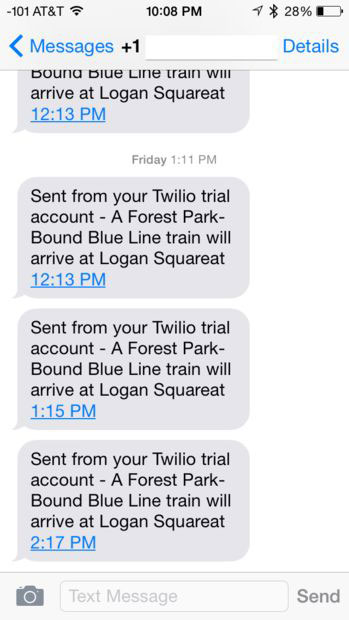 -101 AT&T 10:08 PM 28%
Messages +1 Details
Bound Blue Line train will
arrive at Logan Squareat
12:13 PM
Friday 1:11 PM
Sent from your Twilio trial
account - A Forest Park-
Bound Blue Line train will
arrive at Logan Squareat
12:13 PM
Sent from your Twilio trial
account - A Forest Park-
Bound Blue Line train will
arrive at Logan Squareat
1:15 PM
Sent from your Twilio trial
account - A Forest Park-
Bound Blue Line train will
arrive at Logan Squareat
2:17 PM
Text Message Send